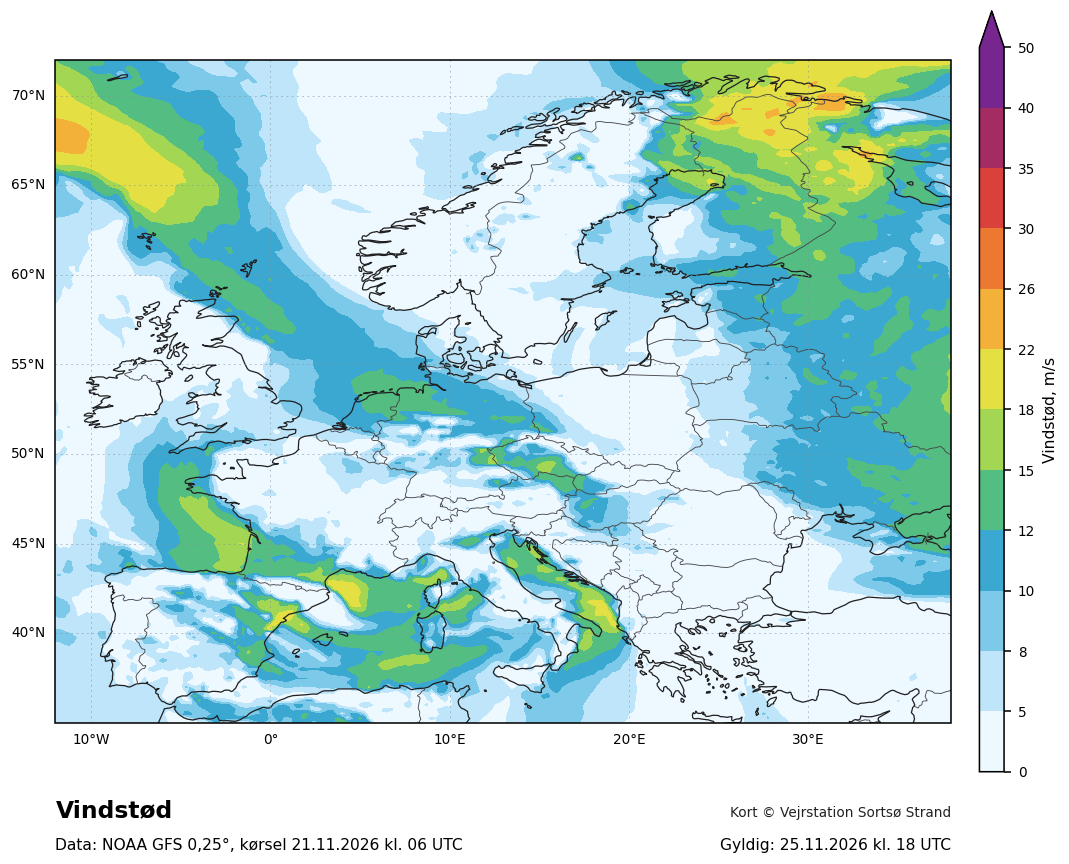 70°N
65°N
60°N
55°N
50°N
45°N
40°N
10°W
0°
10°E
20°E
30°E
50
40
35
30
26
22
18
15
12
10
8
5
0
Vindstød, m/s
Vindstød
Kort © Vejrstation Sortsø Strand
Data: NOAA GFS 0,25°, kørsel 21.11.2026 kl. 06 UTC
Gyldig: 25.11.2026 kl. 18 UTC